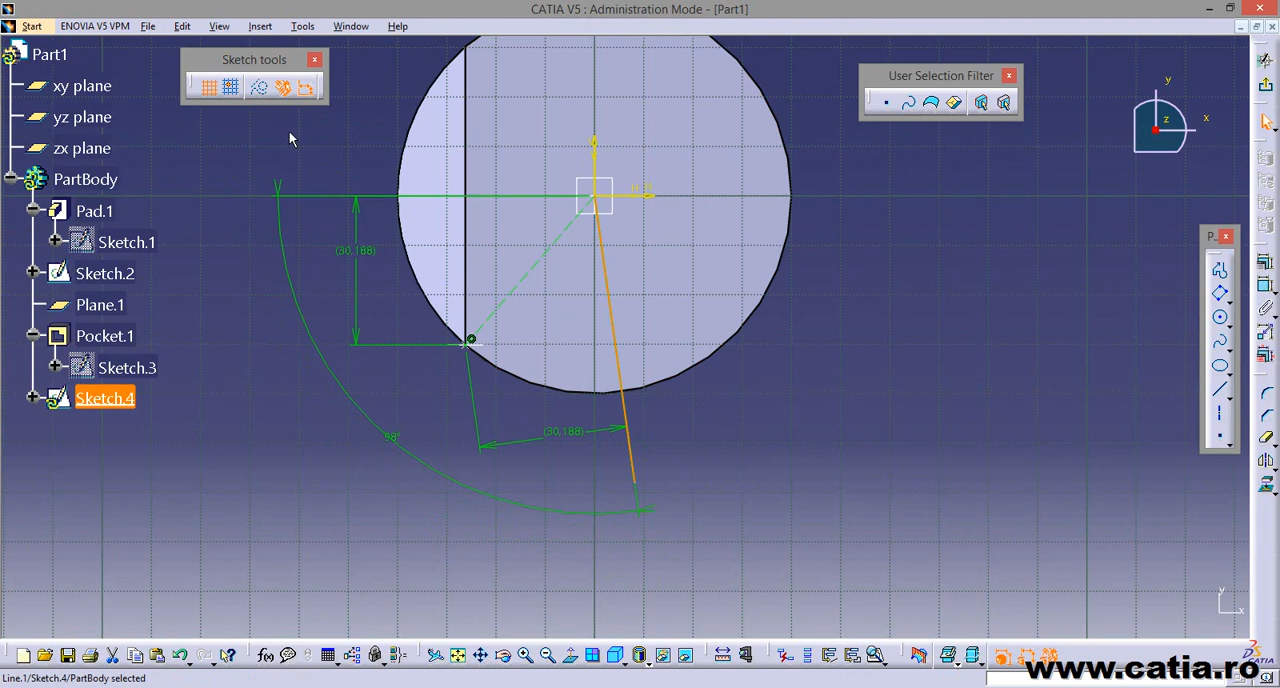 CATIA V5 : Administration Mode - [Part1]
Start ENOVIA V5 VPM File Edit View Insert Tools Window Help
Part1
xy plane
yz plane
zx plane
PartBody
Pad.1
Sketch.1
Sketch.2
Plane.1
Pocket.1
Sketch.3
Sketch.4
Sketch tools
User Selection Filter
y
x
z
P...
H
(30,188)
(30,188)
98°
y
x
f(x)
CATIA
www.catia.ro
Line.1/Sketch.4/PartBody selected